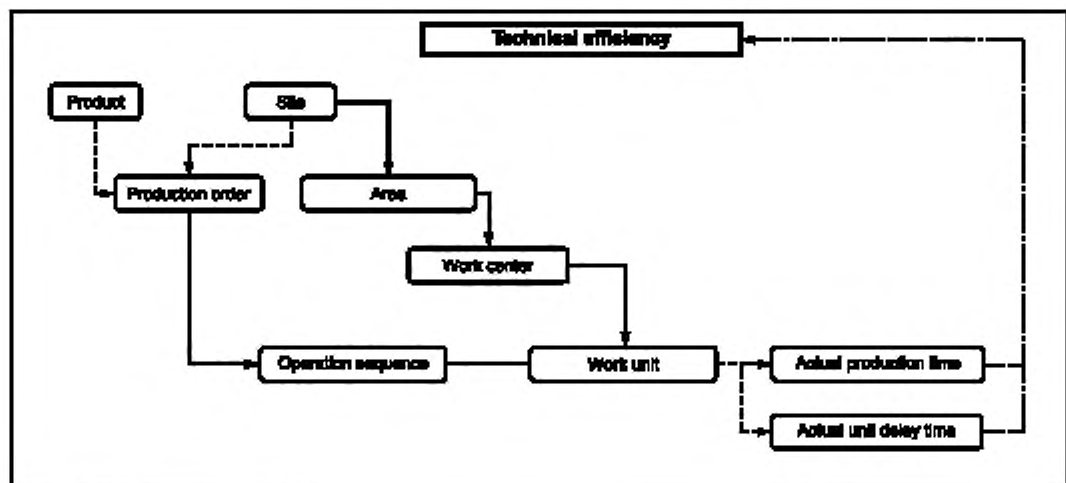 Technical efficiency
Product
Site
Production order
Area
Work center
Operation sequence
Work unit
Actual production time
Actual unit delay time